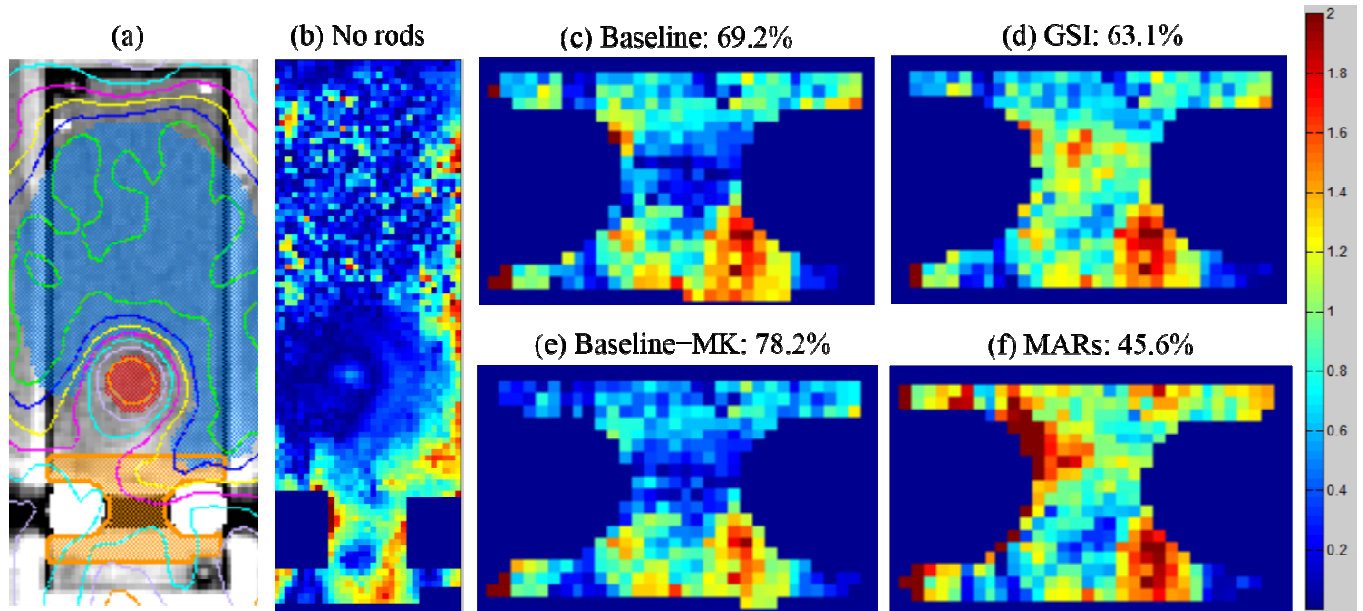 (a)
(b) No rods
(c) Baseline: 69.2%
(d) GSI: 63.1%
(e) Baseline−MK: 78.2%
(f) MARs: 45.6%
2
1.8
1.6
1.4
1.2
1
0.8
0.6
0.4
0.2